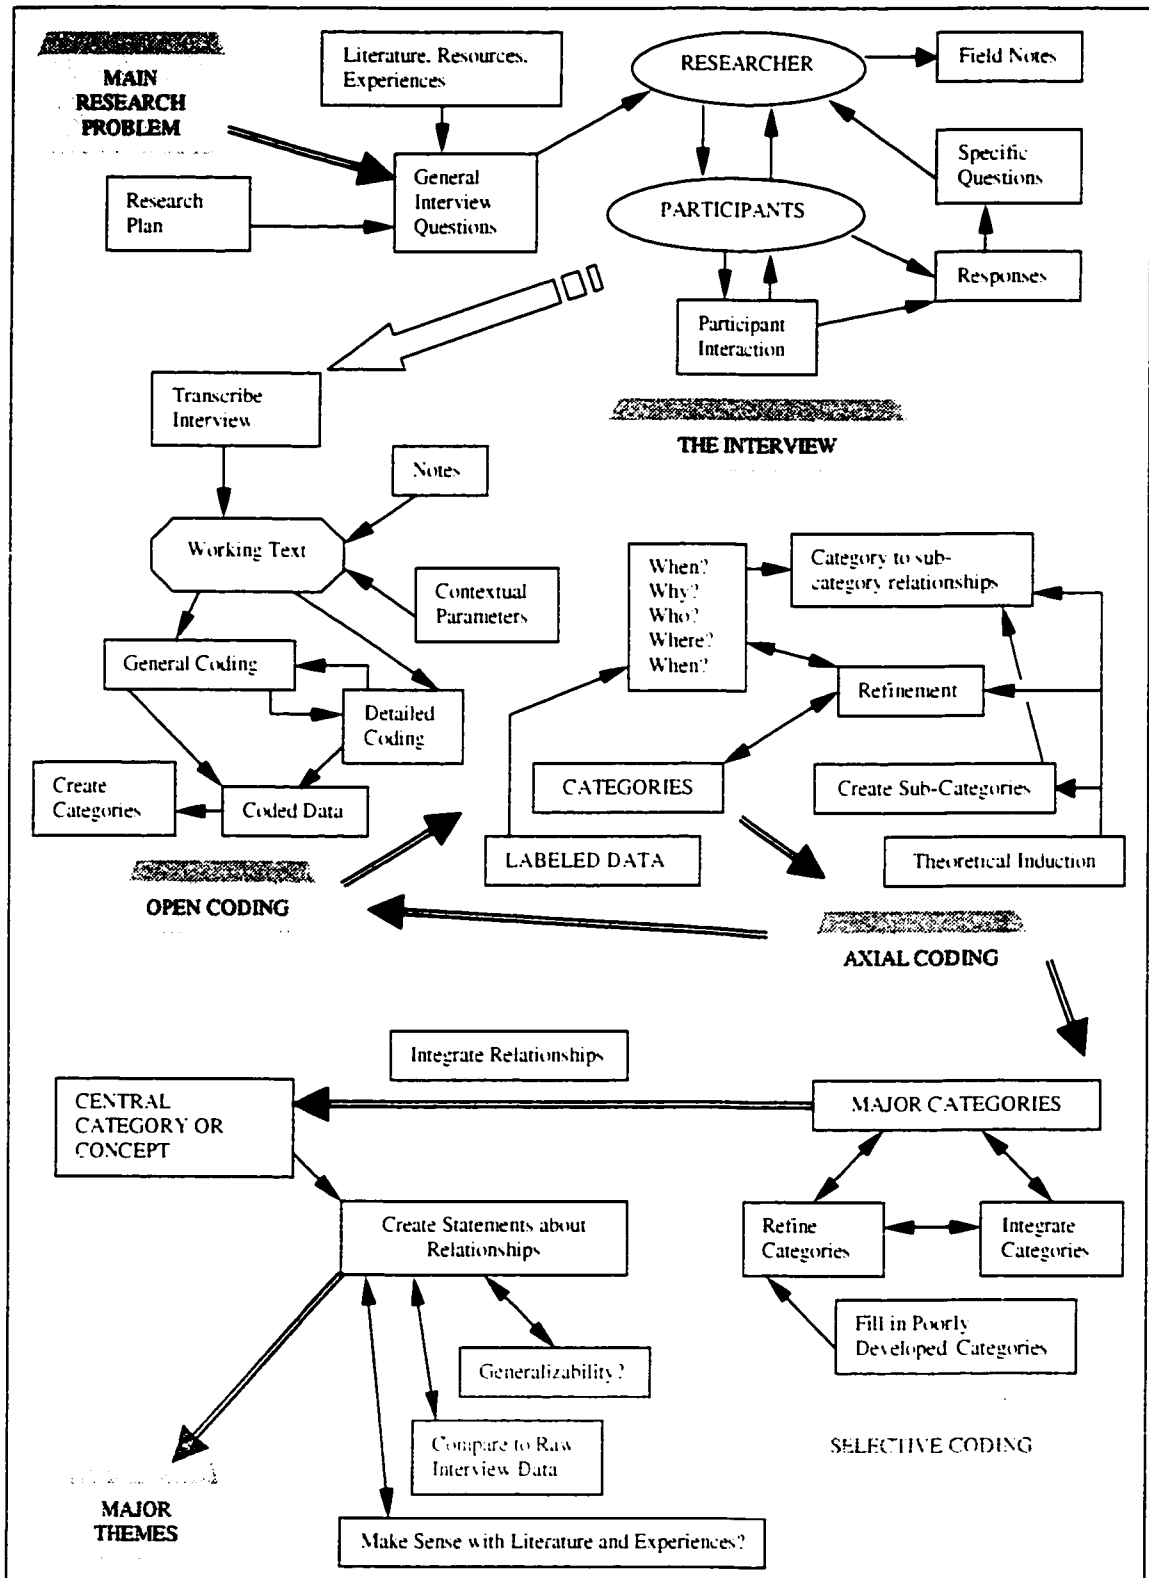 MAIN
RESEARCH
PROBLEM
Literature, Resources,
Experiences
RESEARCHER
Field Notes
General
Interview
Questions
Research
Plan
Specific
Questions
PARTICIPANTS
Responses
Participant
Interaction
THE INTERVIEW
Transcribe
Interview
Notes
Working Text
Contextual
Parameters
General Coding
Detailed
Coding
Create
Categories
Coded Data
OPEN CODING
When?
Why?
Who?
Where?
When?
Category to sub-
category relationships
Refinement
CATEGORIES
Create Sub-Categories
LABELED DATA
Theoretical Induction
AXIAL CODING
Integrate Relationships
CENTRAL
CATEGORY OR
CONCEPT
MAJOR CATEGORIES
Create Statements about
Relationships
Refine
Categories
Integrate
Categories
Fill in Poorly
Developed Categories
Generalizability?
Compare to Raw
Interview Data
SELECTIVE CODING
MAJOR
THEMES
Make Sense with Literature and Experiences?